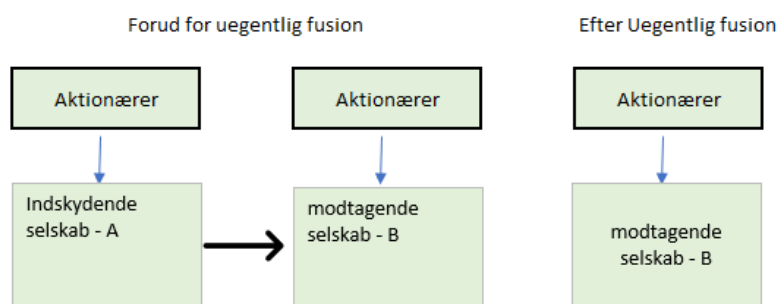 Forud for uegentlig fusion
Efter Uegentlig fusion
Aktionærer
Aktionærer
Aktionærer
Indskydende
selskab - A
modtagende
selskab - B
modtagende
selskab - B